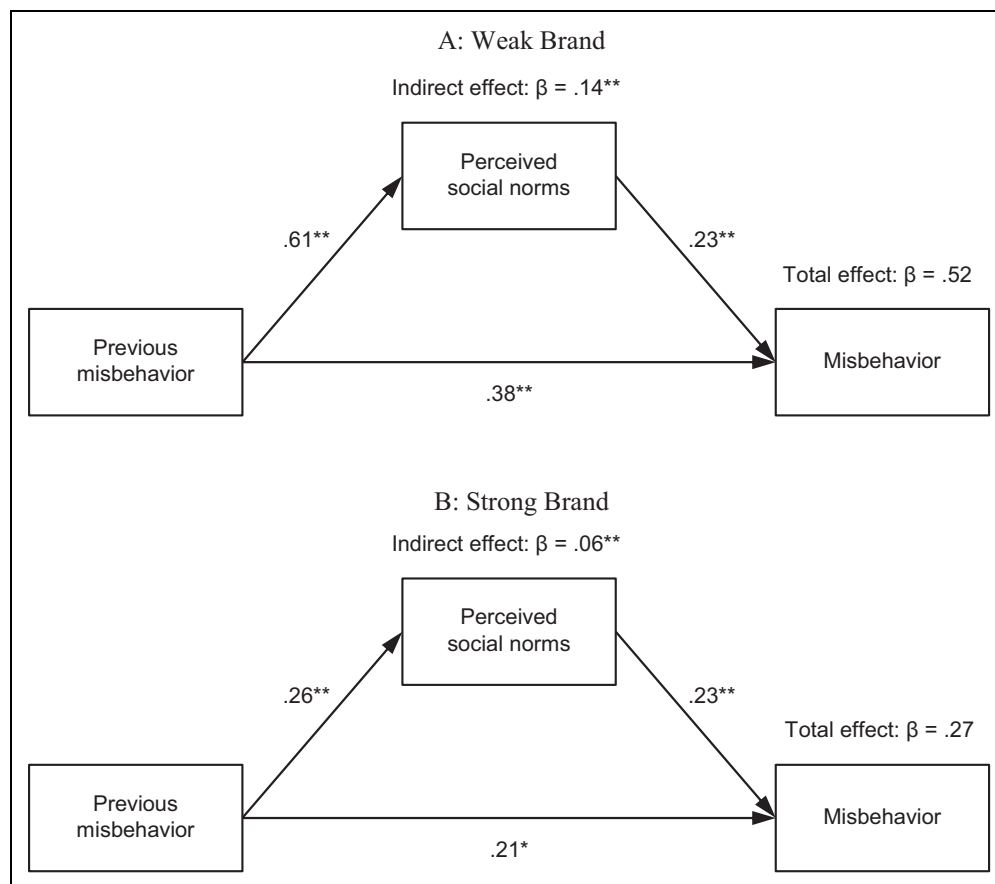 A: Weak Brand
Indirect effect: β = .14**
Perceived
social norms
.61**
.23**
Total effect: β = .52
Previous
misbehavior
Misbehavior
.38**
B: Strong Brand
Indirect effect: β = .06**
Perceived
social norms
.26**
.23**
Total effect: β = .27
Previous
misbehavior
Misbehavior
.21*